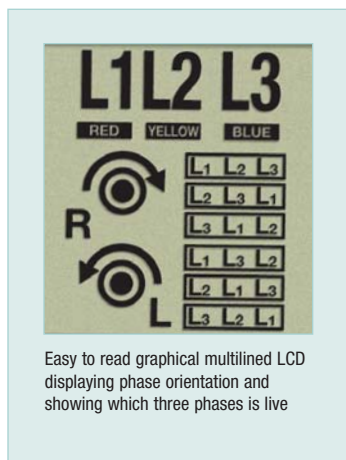 L1 L2 L3
RED YELLOW BLUE
R
L1 L2 L3
L2 L3 L1
L3 L1 L2
L
L1 L3 L2
L2 L1 L3
L3 L2 L1
Easy to read graphical multilined LCD
displaying phase orientation and
showing which three phases is live